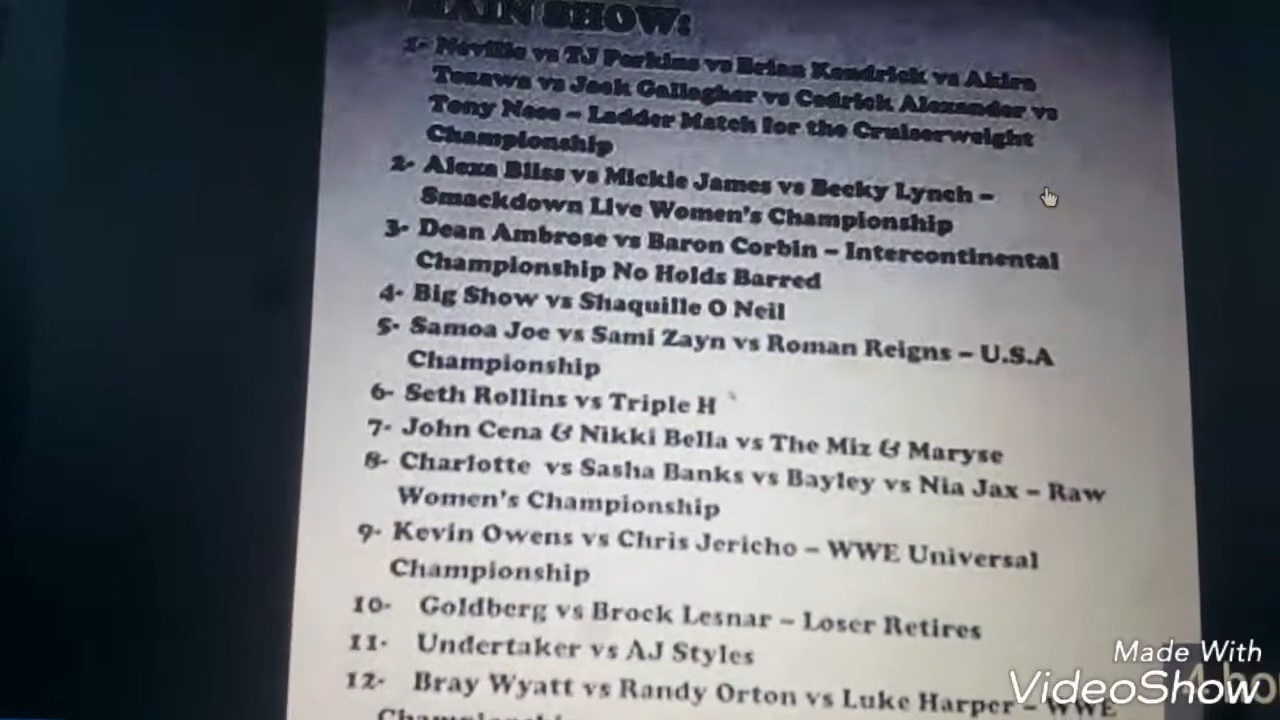 MAIN SHOW:
1- Neville vs TJ Perkins vs Brian Kendrick vs Akira
Tozawa vs Jack Gallagher vs Cedrick Alexander vs
Tony Nese – Ladder Match for the Cruiserweight
Championship
2- Alexa Bliss vs Mickie James vs Becky Lynch –
Smackdown Live Women's Championship
3- Dean Ambrose vs Baron Corbin – Intercontinental
Championship No Holds Barred
4- Big Show vs Shaquille O Neil
5- Samoa Joe vs Sami Zayn vs Roman Reigns – U.S.A
Championship
6- Seth Rollins vs Triple H
7- John Cena & Nikki Bella vs The Miz & Maryse
8- Charlotte vs Sasha Banks vs Bayley vs Nia Jax – Raw
Women's Championship
9- Kevin Owens vs Chris Jericho – WWE Universal
Championship
10- Goldberg vs Brock Lesnar – Loser Retires
11- Undertaker vs AJ Styles
12- Bray Wyatt vs Randy Orton vs Luke Harper – WWE
Championship
Made With
VideoShow